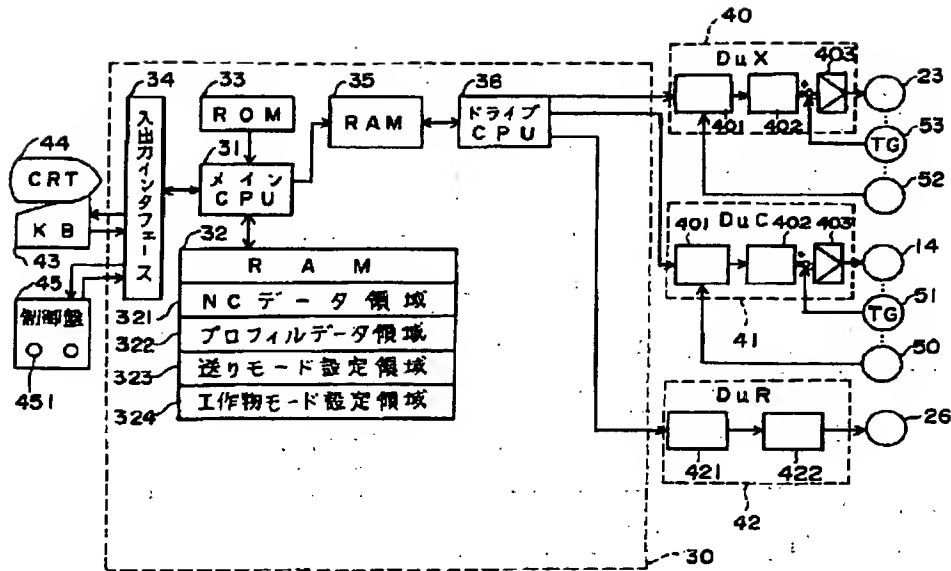 40
34
33
35
36
DuX
403
23
入出力インタフェース
ROM
RAM
ドライブ
CPU
31
401
402
53
44
メイン
CPU
TG
CRT
52
KB
43
32
DuC
401
402
403
14
45
RAM
制御盤
321
NCデータ領域
51
322
プロフィルデータ領域
41
TG
323
送りモード設定領域
50
451
324
工作物モード設定領域
DuR
26
421
422
42
30